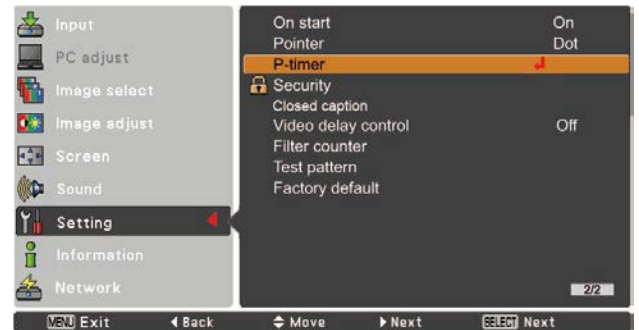 Input
PC adjust
Image select
Image adjust
Screen
Sound
Setting
Information
Network
On start On
Pointer Dot
P-timer
Security
Closed caption
Video delay control Off
Filter counter
Test pattern
Factory default
2/2
MENU Exit Back Move Next SELECT Next